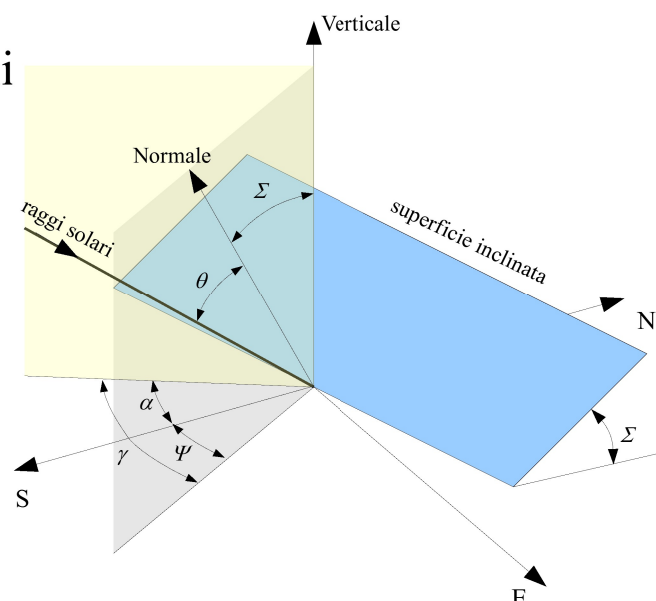 Verticale
i
Normale
Σ
superficie inclinata
raggi solari
θ
N
α
Σ
γ
Ψ
S
E